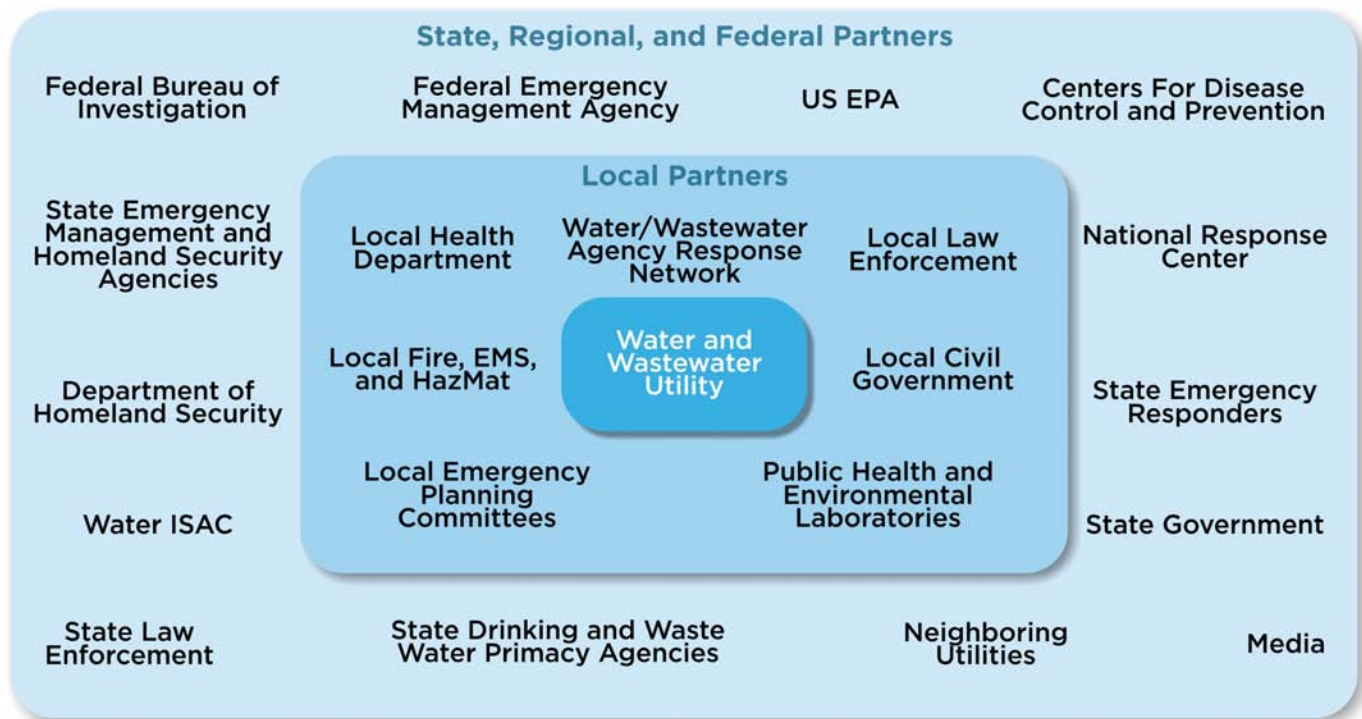 State, Regional, and Federal Partners
Federal Bureau of
Investigation
Federal Emergency
Management Agency
US EPA
Centers For Disease
Control and Prevention
State Emergency
Management and
Homeland Security
Agencies
Local Partners
Local Health
Department
Water/Wastewater
Agency Response
Network
Local Law
Enforcement
National Response
Center
Local Fire, EMS,
and HazMat
Water and
Wastewater
Utility
Local Civil
Government
Department of
Homeland Security
State Emergency
Responders
Local Emergency
Planning
Committees
Public Health and
Environmental
Laboratories
Water ISAC
State Government
State Law
Enforcement
State Drinking and Waste
Water Primacy Agencies
Neighboring
Utilities
Media